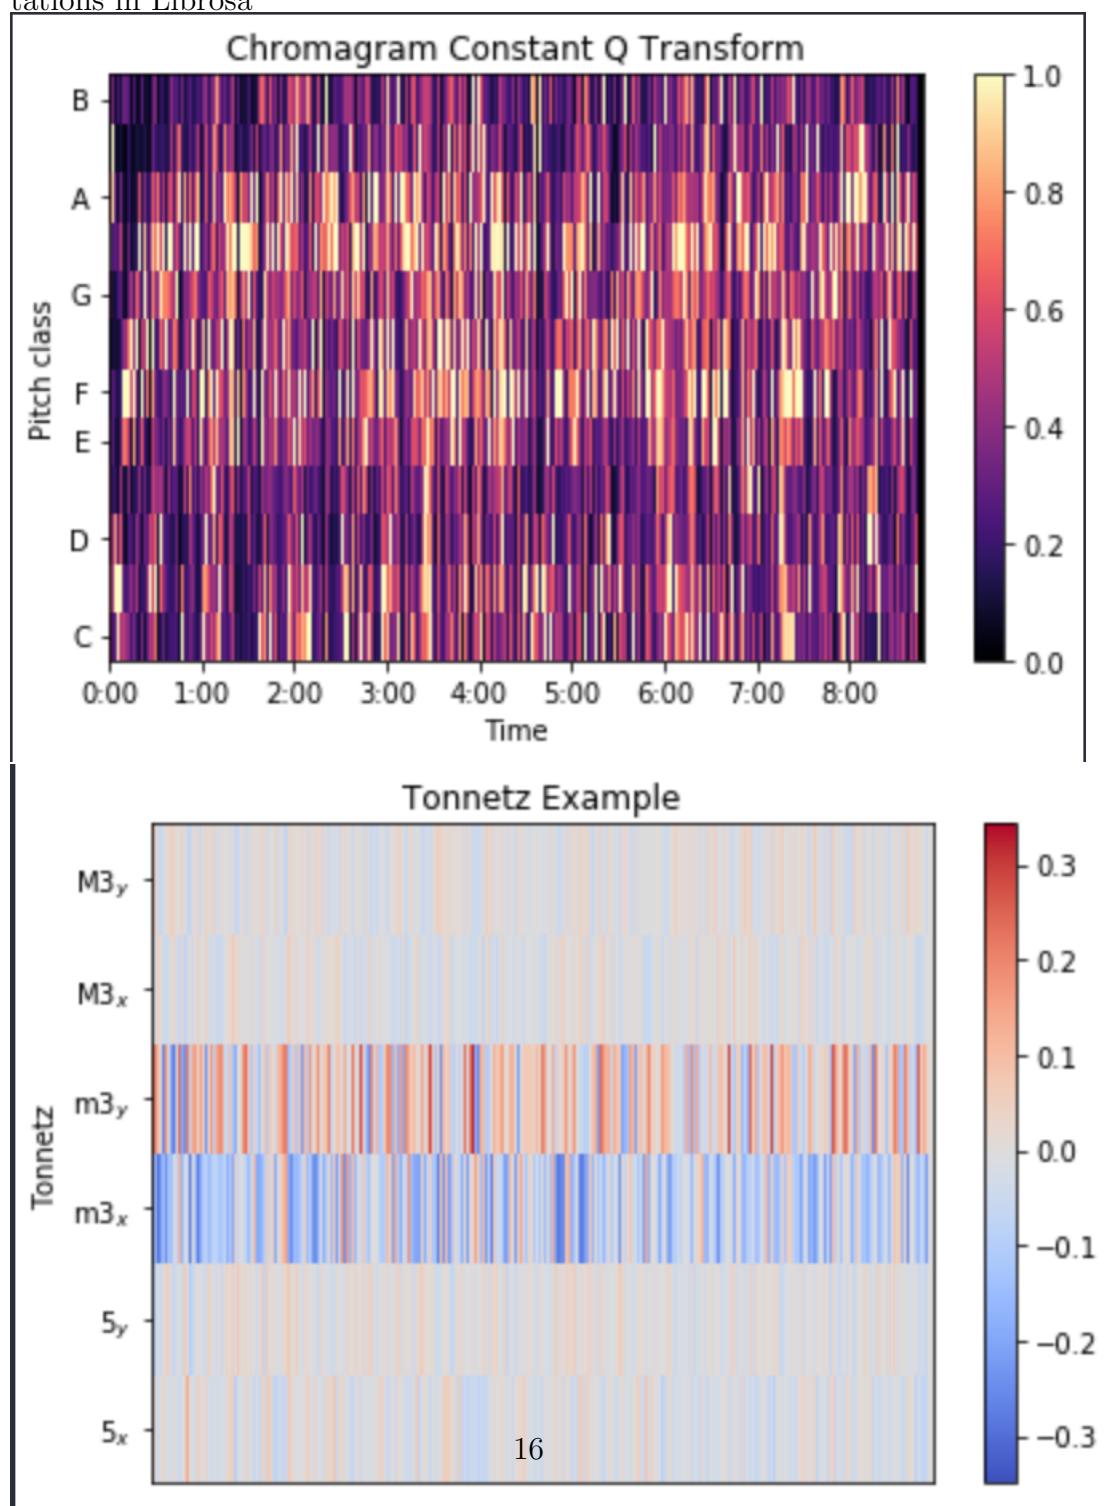 tations in Librosa
Chromagram Constant Q Transform
Pitch class
B
A
G
F
E
D
C
0:00 1:00 2:00 3:00 4:00 5:00 6:00 7:00 8:00
Time
1.0
0.8
0.6
0.4
0.2
0.0
Tonnetz Example
Tonnetz
M3y
M3x
m3y
m3x
5y
5x
0.3
0.2
0.1
0.0
−0.1
−0.2
−0.3
16